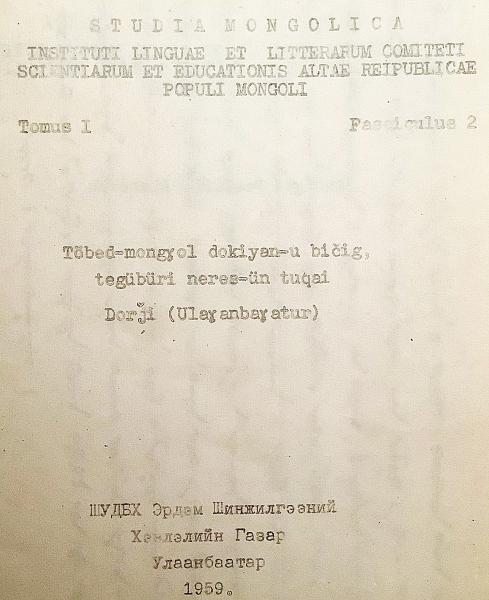 STUDIA MONGOLICA
INSTITUTI LINGUAE ET LITTERARUM COMITETI
SCIENTIARUM ET EDUCATIONIS ALTAE REIPUBLICAE
POPULI MONGOLI
Tomus I Fasciculus 2
Töbed=mongɣol dokiyan=u bičig,
tegübüri neres=ün tuqai
Dorǰi (Ulaɣanbaɣatur)
ШУДБХ Эрдэм Шинжилгээний
Хэвлэлийн Газар
Улаанбаатар
1959.